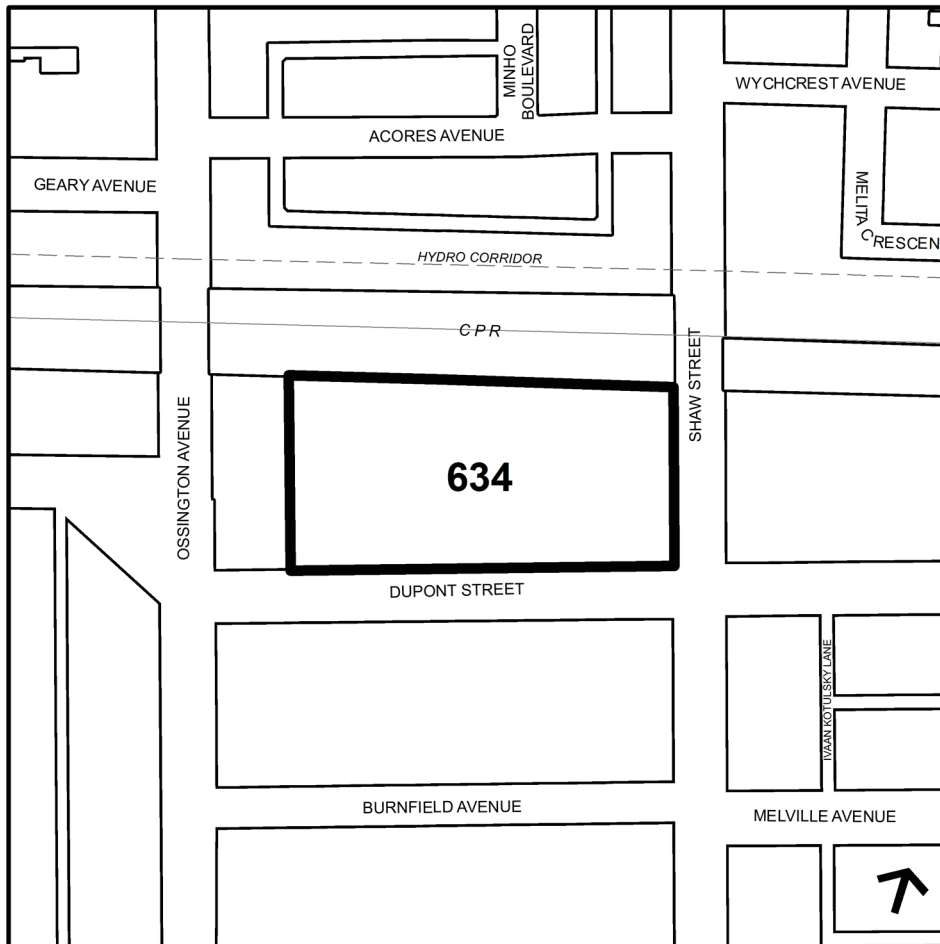 MINHO
BOULEVARD
WYCHCREST AVENUE
ACORES AVENUE
GEARY AVENUE
MELITA CRESCEN
HYDRO CORRIDOR
CPR
SHAW STREET
OSSINGTON AVENUE
634
DUPONT STREET
IVAAN KOTULSKY LANE
BURNFIELD AVENUE
MELVILLE AVENUE